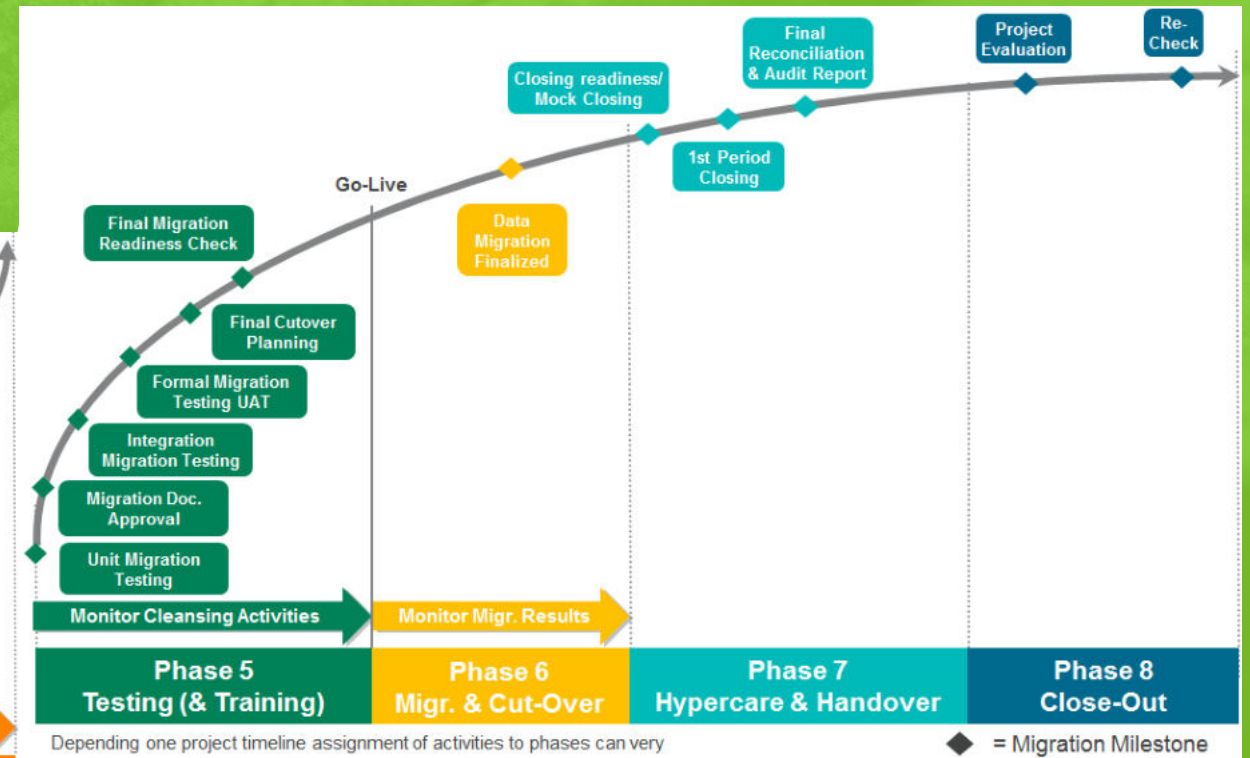 Final
Reconciliation
& Audit Report
Project
Evaluation
Re-
Check
Closing readiness/
Mock Closing
1st Period
Closing
Go-Live
Data
Migration
Finalized
Final Migration
Readiness Check
Final Cutover
Planning
Formal Migration
Testing UAT
Integration
Migration Testing
Migration Doc.
Approval
Unit Migration
Testing
Monitor Cleansing Activities
Monitor Migr. Results
Phase 5
Testing (& Training)
Phase 6
Migr. & Cut-Over
Phase 7
Hypercare & Handover
Phase 8
Close-Out
Depending one project timeline assignment of activities to phases can very
= Migration Milestone